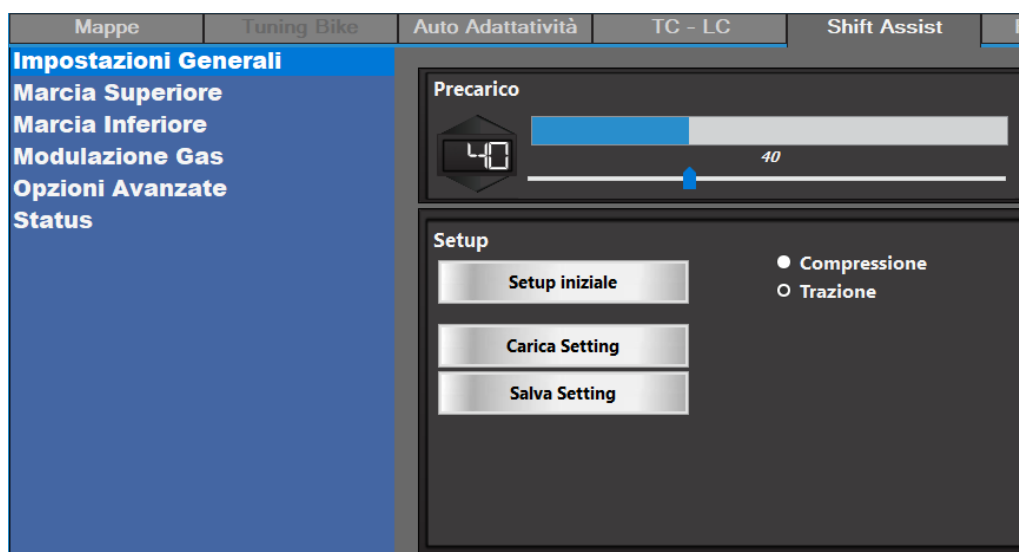 Mappe
Tuning Bike
Auto Adattatività
TC - LC
Shift Assist
Impostazioni Generali
Marcia Superiore
Marcia Inferiore
Modulazione Gas
Opzioni Avanzate
Status
Precarico
40
40
Setup
Setup iniziale
Carica Setting
Salva Setting
Compressione
Trazione